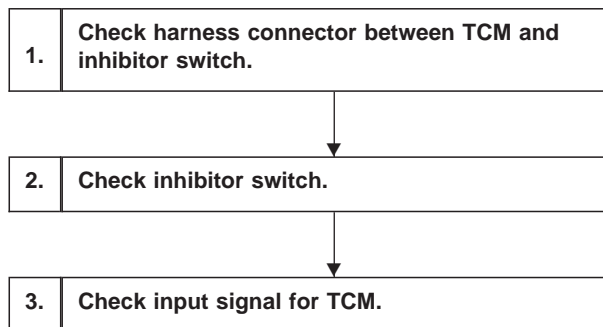 1. Check harness connector between TCM and
inhibitor switch.
2. Check inhibitor switch.
3. Check input signal for TCM.